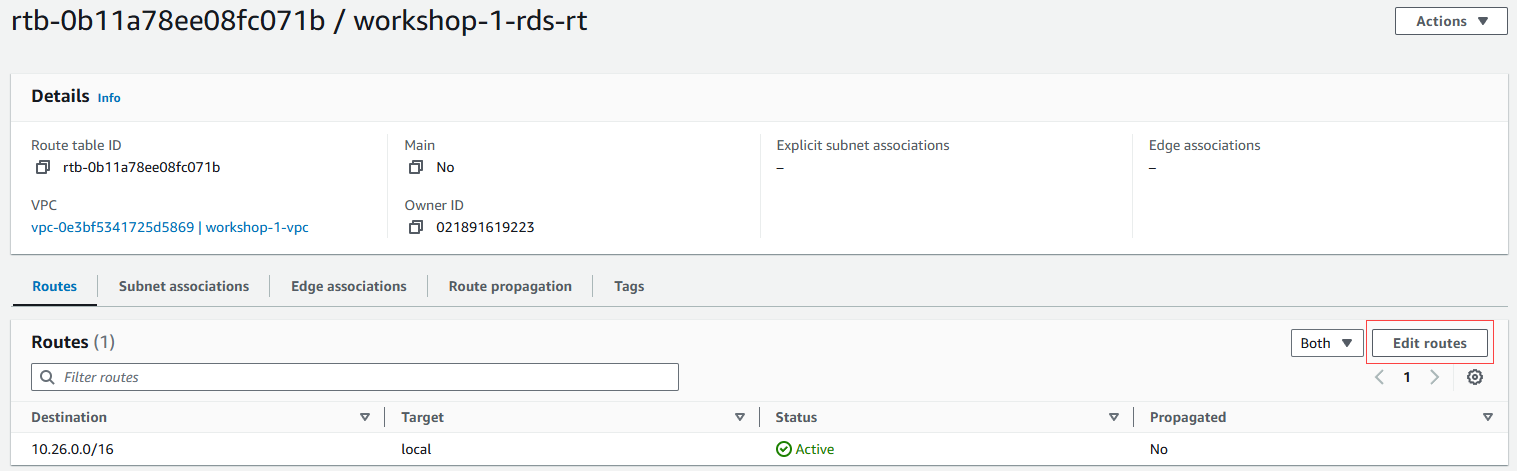 rtb-0b11a78ee08fc071b / workshop-1-rds-rt
Actions
Details Info
Route table ID
rtb-0b11a78ee08fc071b
Main
No
Explicit subnet associations
–
Edge associations
–
VPC
vpc-0e3bf5341725d5869 | workshop-1-vpc
Owner ID
021891619223
Routes Subnet associations Edge associations Route propagation Tags
Routes (1)
Both
Edit routes
Filter routes
1
Destination Target Status Propagated
10.26.0.0/16 local Active No